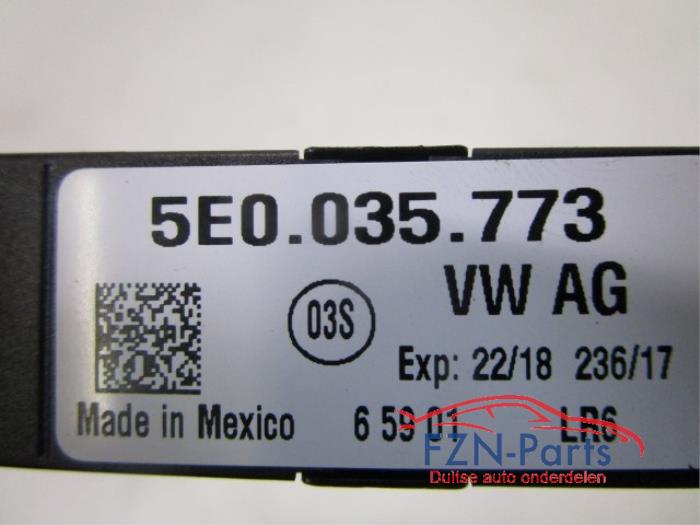 5E0.035.773
VW AG
03S
Exp: 22/18 236/17
Made in Mexico 6 59 01 LR6
FZN-Parts
Duitse auto onderdelen